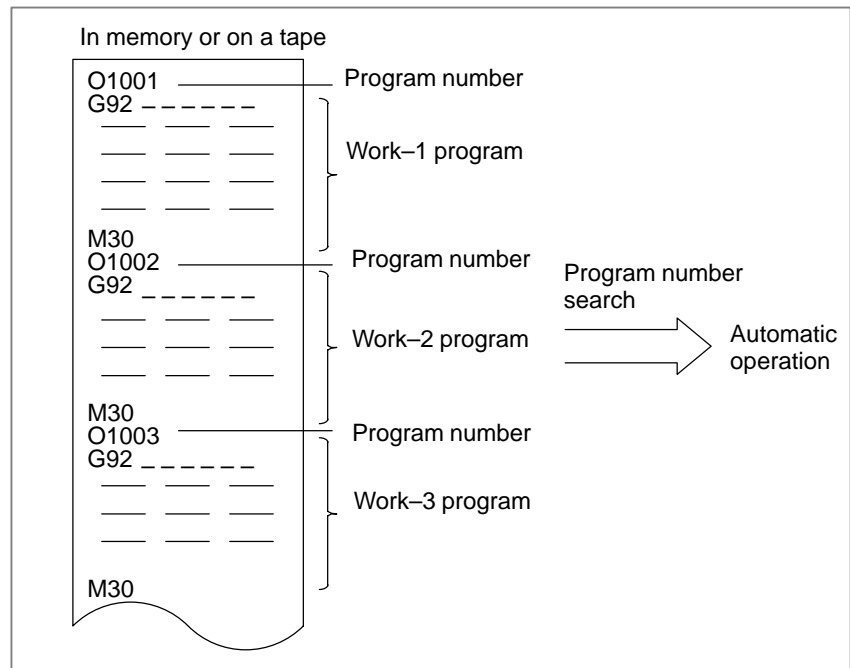 In memory or on a tape
O1001
Program number
G92
Work–1 program
M30
O1002
Program number
G92
Work–2 program
M30
O1003
Program number
G92
Work–3 program
M30
Program number
search
Automatic
operation